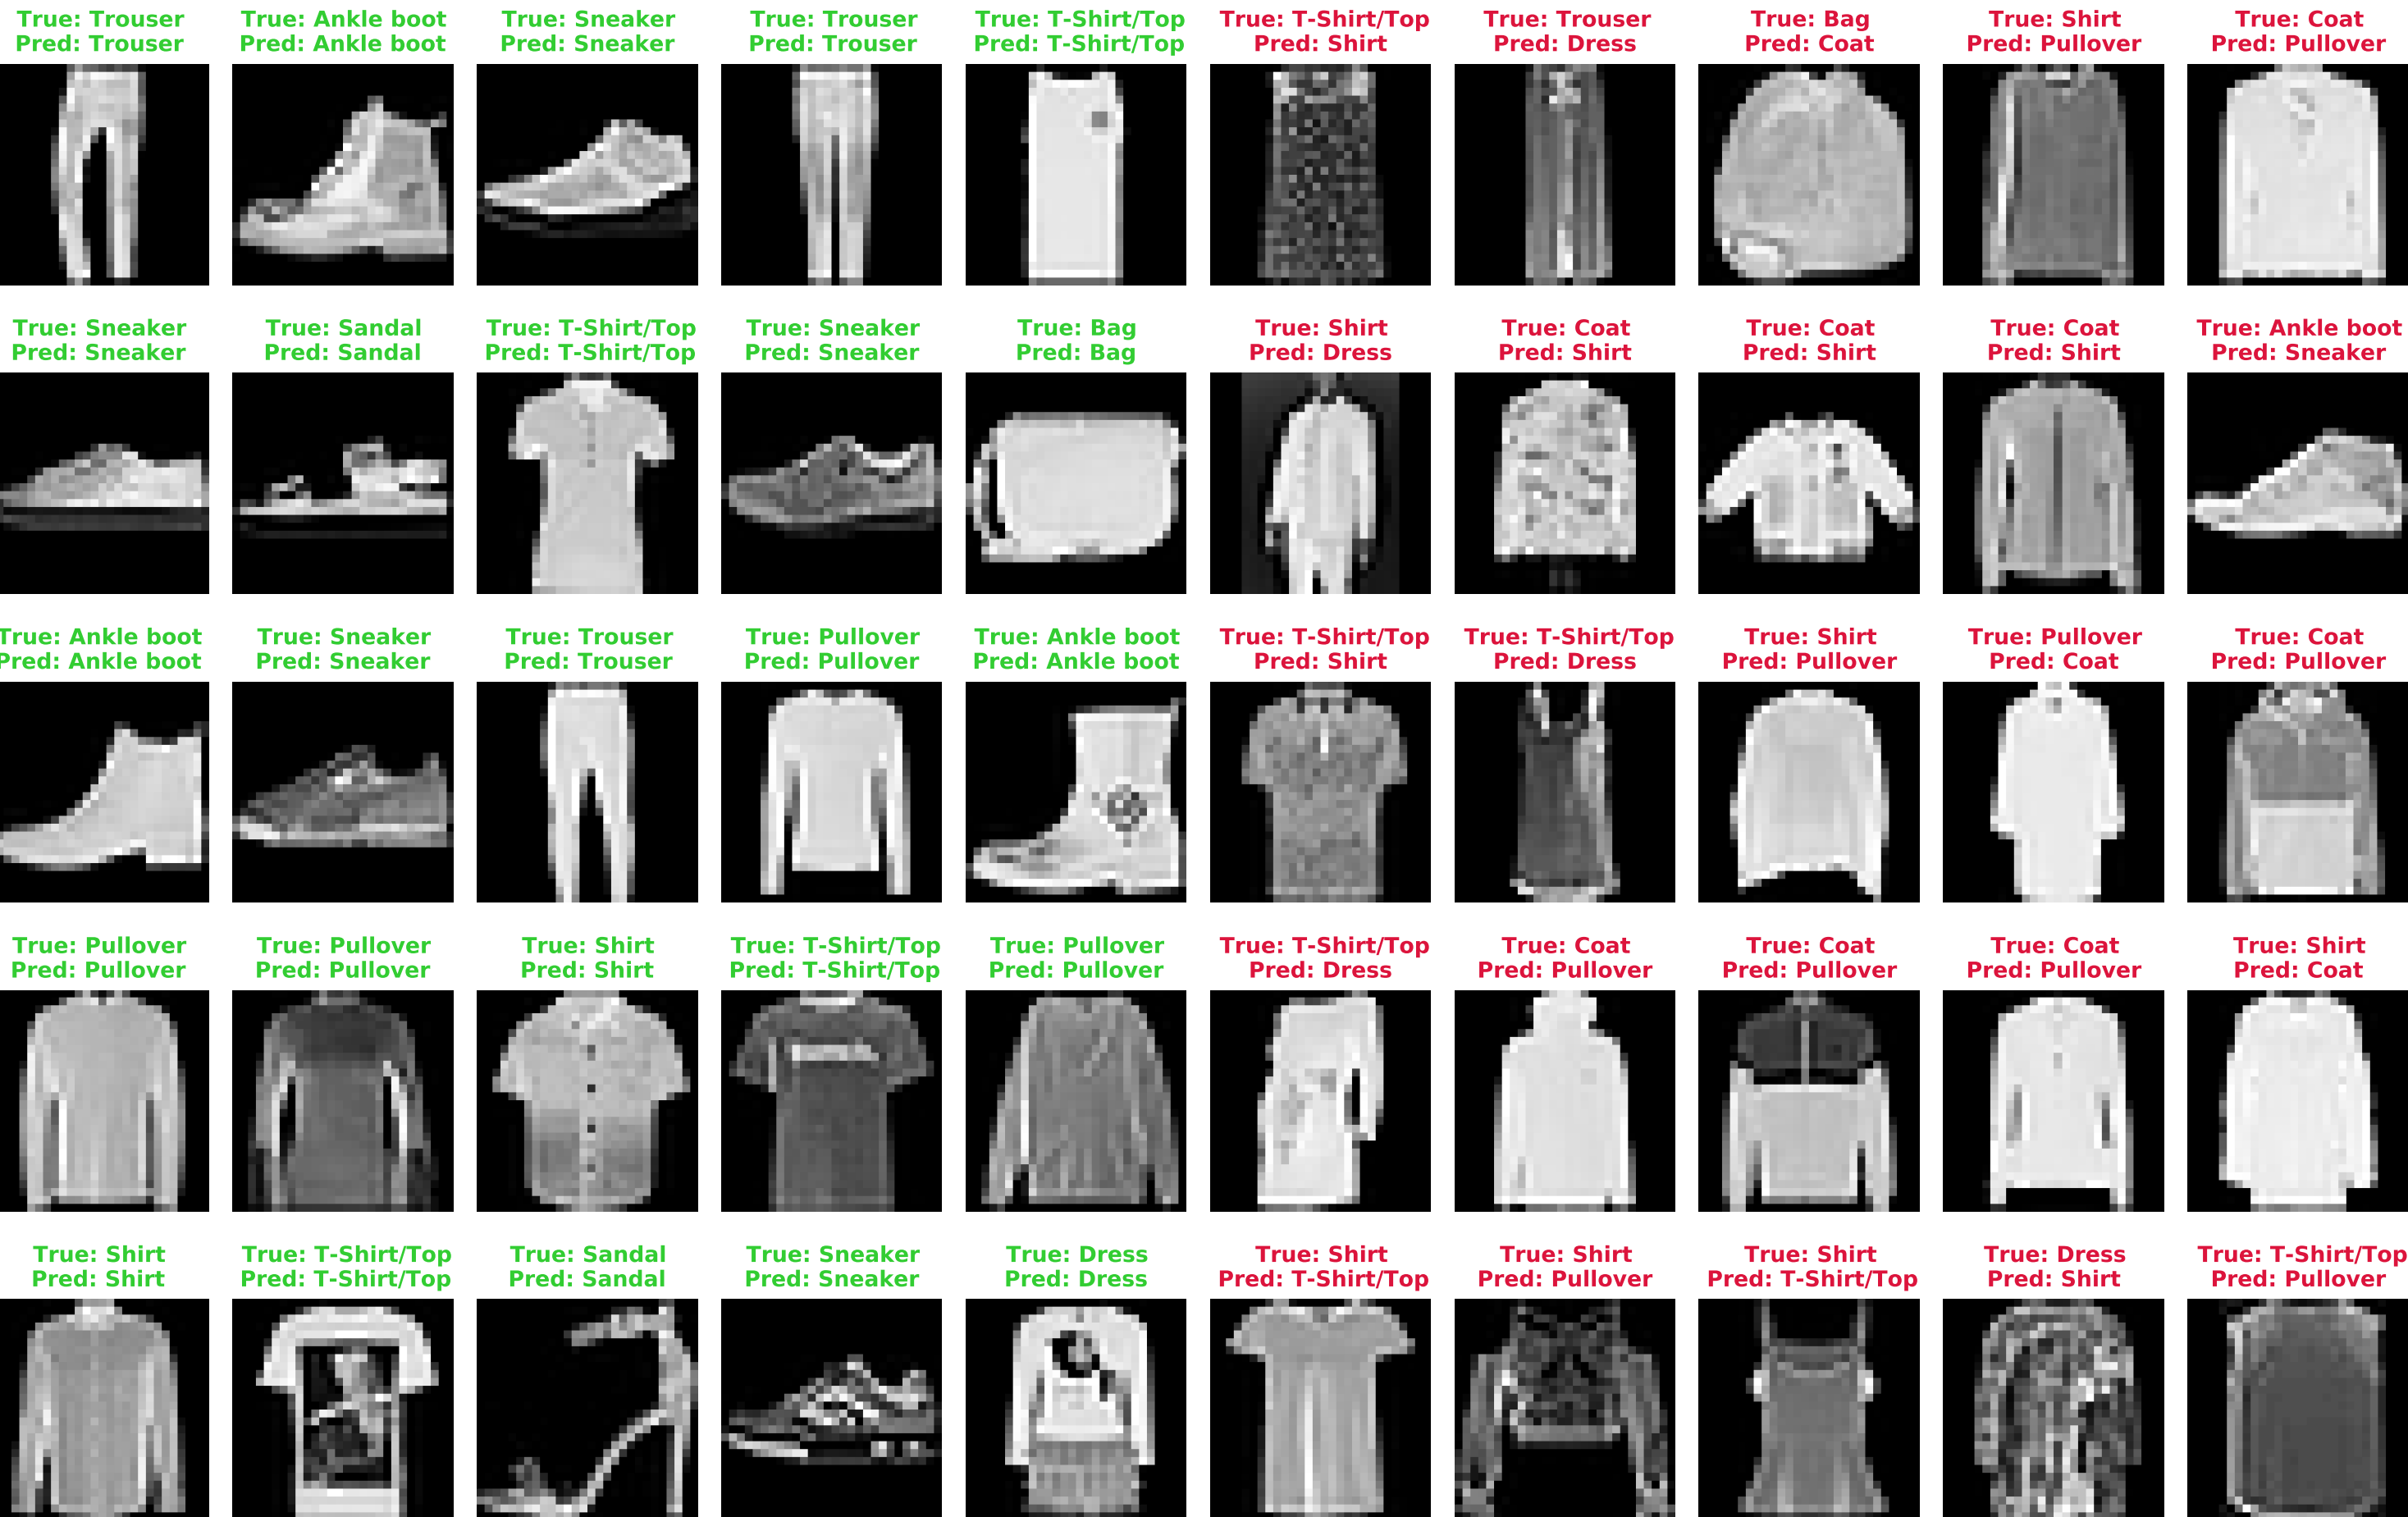 True: Trouser
Pred: Trouser
True: Ankle boot
Pred: Ankle boot
True: Sneaker
Pred: Sneaker
True: Trouser
Pred: Trouser
True: T-Shirt/Top
Pred: T-Shirt/Top
True: T-Shirt/Top
Pred: Shirt
True: Trouser
Pred: Dress
True: Bag
Pred: Coat
True: Shirt
Pred: Pullover
True: Coat
Pred: Pullover
True: Sneaker
Pred: Sneaker
True: Sandal
Pred: Sandal
True: T-Shirt/Top
Pred: T-Shirt/Top
True: Sneaker
Pred: Sneaker
True: Bag
Pred: Bag
True: Shirt
Pred: Dress
True: Coat
Pred: Shirt
True: Coat
Pred: Shirt
True: Coat
Pred: Shirt
True: Ankle boot
Pred: Sneaker
True: Ankle boot
Pred: Ankle boot
True: Sneaker
Pred: Sneaker
True: Trouser
Pred: Trouser
True: Pullover
Pred: Pullover
True: Ankle boot
Pred: Ankle boot
True: T-Shirt/Top
Pred: Shirt
True: T-Shirt/Top
Pred: Dress
True: Shirt
Pred: Pullover
True: Pullover
Pred: Coat
True: Coat
Pred: Pullover
True: Pullover
Pred: Pullover
True: Pullover
Pred: Pullover
True: Shirt
Pred: Shirt
True: T-Shirt/Top
Pred: T-Shirt/Top
True: Pullover
Pred: Pullover
True: T-Shirt/Top
Pred: Dress
True: Coat
Pred: Pullover
True: Coat
Pred: Pullover
True: Coat
Pred: Pullover
True: Shirt
Pred: Coat
True: Shirt
Pred: Shirt
True: T-Shirt/Top
Pred: T-Shirt/Top
True: Sandal
Pred: Sandal
True: Sneaker
Pred: Sneaker
True: Dress
Pred: Dress
True: Shirt
Pred: T-Shirt/Top
True: Shirt
Pred: Pullover
True: Shirt
Pred: T-Shirt/Top
True: Dress
Pred: Shirt
True: T-Shirt/Top
Pred: Pullover